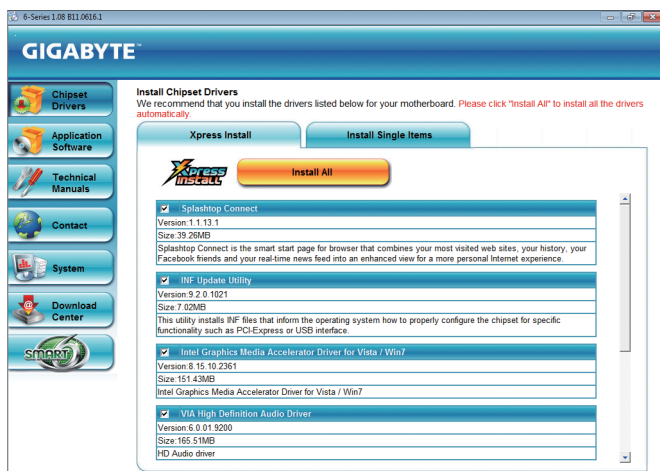 6-Series 1.08 B11.0616.1
GIGABYTE™
Chipset
Drivers
Application
Software
Technical
Manuals
Contact
System
Download
Center
SMART6
Install Chipset Drivers
We recommend that you install the drivers listed below for your motherboard. Please click "Install All" to install all the drivers
automatically.
Xpress Install
Install Single Items
Xpress
INSTALL
Install All
Splashtop Connect
Version:1.1.13.1
Size:39.26MB
Splashtop Connect is the smart start page for browser that combines your most visited web sites, your history, your
Facebook friends and your real-time news feed into an enhanced view for a more personal Internet experience.
INF Update Utility
Version:9.2.0.1021
Size:7.02MB
This utility installs INF files that inform the operating system how to properly configure the chipset for specific
functionality such as PCI-Express or USB interface.
Intel Graphics Media Accelerator Driver for Vista / Win7
Version:8.15.10.2361
Size:151.43MB
Intel Graphics Media Accelerator Driver for Vista / Win7
VIA High Definition Audio Driver
Version:6.0.01.9200
Size:165.51MB
HD Audio driver